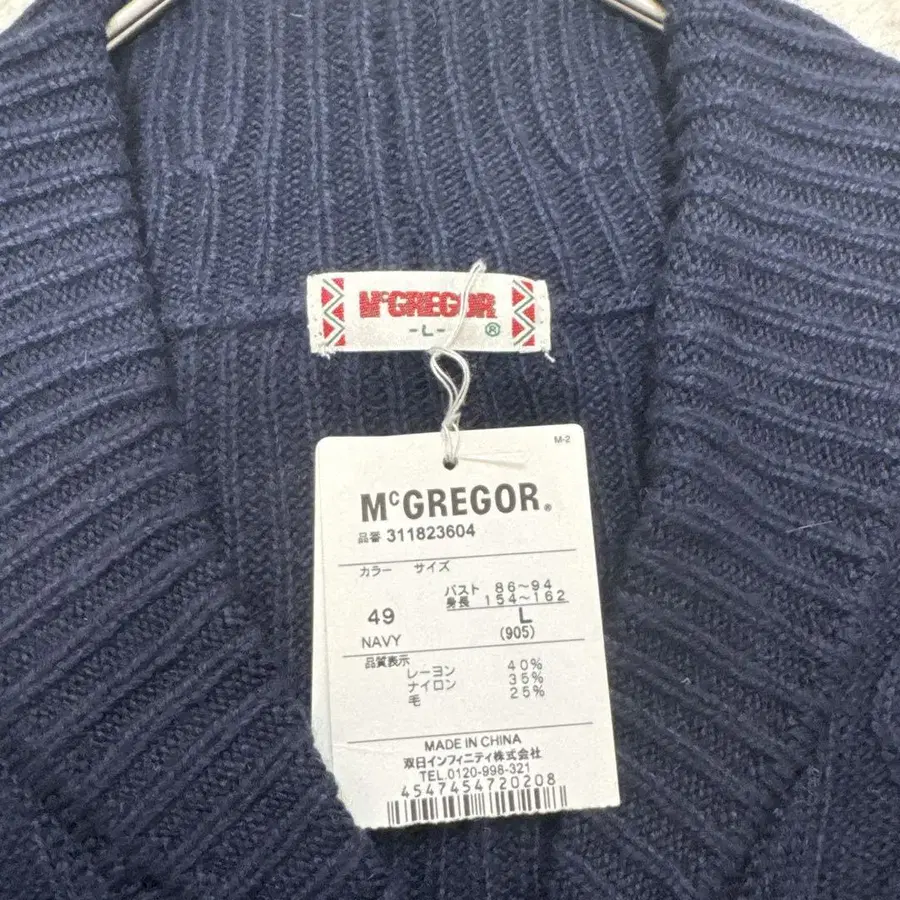 McGREGOR
-L- ®
M-2
McGREGOR®
品番 311823604
カラー サイズ
バスト 86~94
身長 154~162
49 L
NAVY (905)
品質表示
レーヨン 40%
ナイロン 35%
毛 25%
MADE IN CHINA
双日インフィニティ株式会社
TEL.0120-998-321
4547454720208